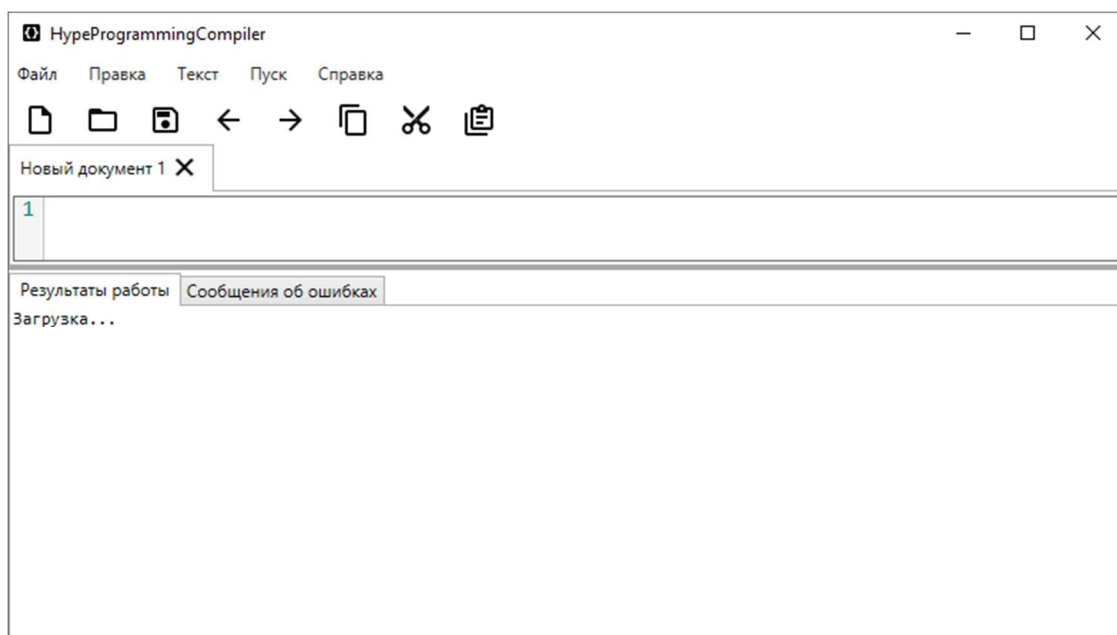 HypeProgrammingCompiler
Файл Правка Текст Пуск Справка
Новый документ 1
1
Результаты работы Сообщения об ошибках
Загрузка...